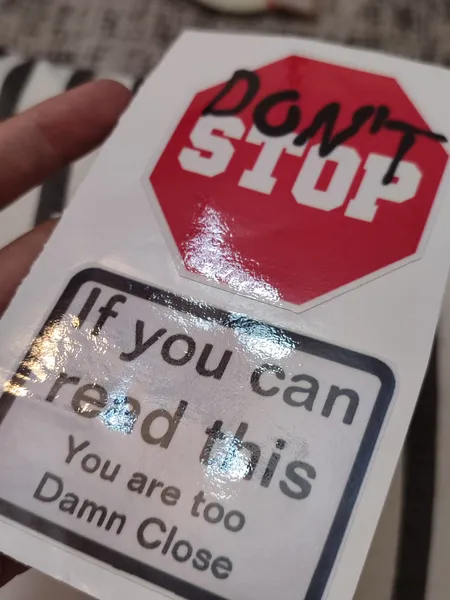 DON'T
STOP
If you can
read this
You are too
Damn Close